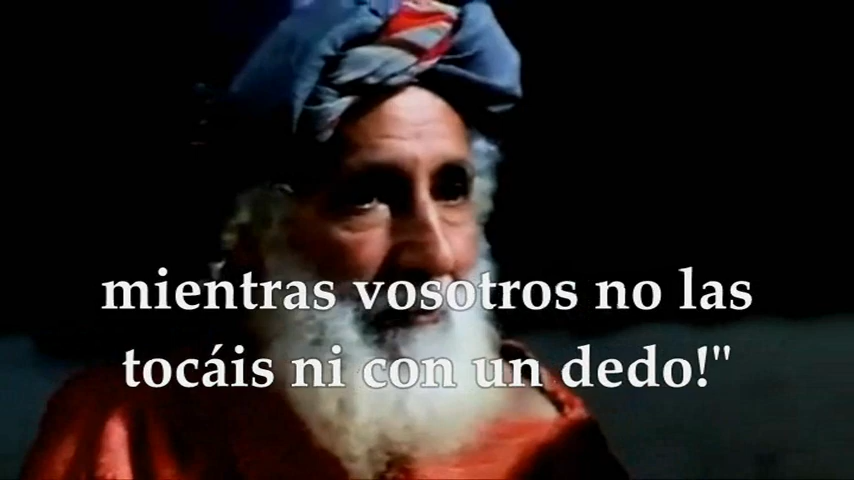 mientras vosotros no las
tocáis ni con un dedo!"